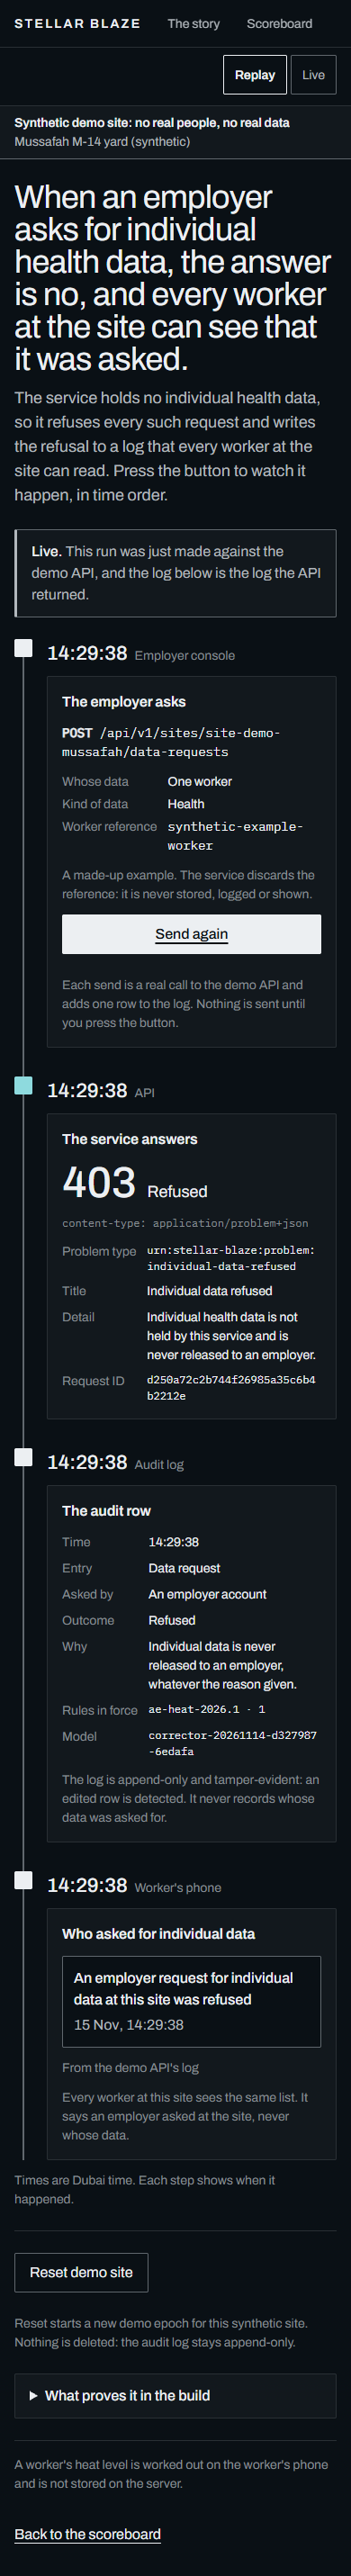 STELLAR BLAZE The story Scoreboard
Replay Live
Synthetic demo site: no real people, no real data
Mussafah M-14 yard (synthetic)
When an employer
asks for individual
health data, the answer
is no, and every worker
at the site can see that
it was asked.
The service holds no individual health data,
so it refuses every such request and writes
the refusal to a log that every worker at the
site can read. Press the button to watch it
happen, in time order.
Live. This run was just made against the
demo API, and the log below is the log the API
returned.
14:29:38 Employer console
The employer asks
POST /api/v1/sites/site-demo-
mussafah/data-requests
Whose data One worker
Kind of data Health
Worker reference synthetic-example-
worker
A made-up example. The service discards the
reference: it is never stored, logged or shown.
Send again
Each send is a real call to the demo API and
adds one row to the log. Nothing is sent until
you press the button.
14:29:38 API
The service answers
403 Refused
content-type: application/problem+json
Problem type urn:stellar-blaze:problem:
individual-data-refused
Title Individual data refused
Detail Individual health data is not
held by this service and is
never released to an employer.
Request ID d250a72c2b744f26985a35c6b4
b2212e
14:29:38 Audit log
The audit row
Time 14:29:38
Entry Data request
Asked by An employer account
Outcome Refused
Why Individual data is never
released to an employer,
whatever the reason given.
Rules in force ae-heat-2026.1 · 1
Model corrector-20261114-d327987
-6edafa
The log is append-only and tamper-evident: an
edited row is detected. It never records whose
data was asked for.
14:29:38 Worker's phone
Who asked for individual data
An employer request for individual
data at this site was refused
15 Nov, 14:29:38
From the demo API's log
Every worker at this site sees the same list. It
says an employer asked at the site, never
whose data.
Times are Dubai time. Each step shows when it
happened.
Reset demo site
Reset starts a new demo epoch for this synthetic site.
Nothing is deleted: the audit log stays append-only.
What proves it in the build
A worker's heat level is worked out on the worker's phone
and is not stored on the server.
Back to the scoreboard